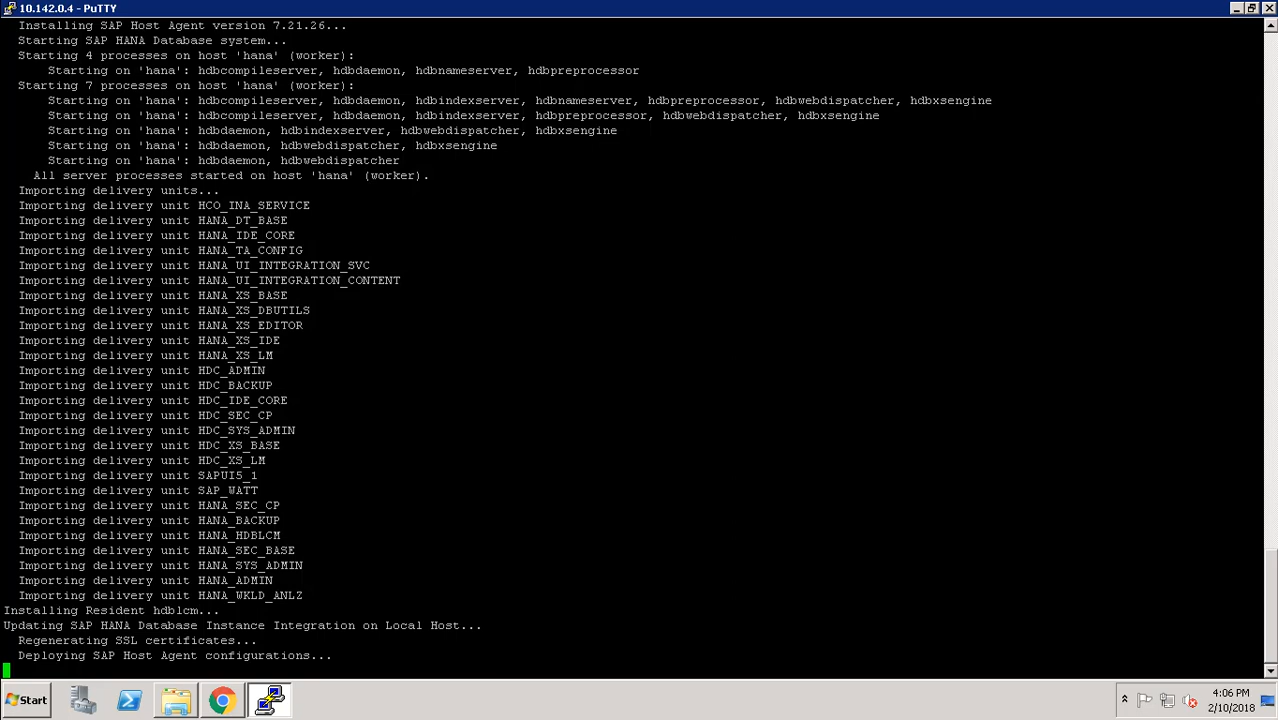 10.142.0.4 - PuTTY
Installing SAP Host Agent version 7.21.26...
Starting SAP HANA Database system...
Starting 4 processes on host 'hana' (worker):
Starting on 'hana': hdbcompileserver, hdbdaemon, hdbnameserver, hdbpreprocessor
Starting 7 processes on host 'hana' (worker):
Starting on 'hana': hdbcompileserver, hdbdaemon, hdbindexserver, hdbnameserver, hdbpreprocessor, hdbwebdispatcher, hdbxsengine
Starting on 'hana': hdbcompileserver, hdbdaemon, hdbindexserver, hdbpreprocessor, hdbwebdispatcher, hdbxsengine
Starting on 'hana': hdbdaemon, hdbindexserver, hdbwebdispatcher, hdbxsengine
Starting on 'hana': hdbdaemon, hdbwebdispatcher, hdbxsengine
Starting on 'hana': hdbdaemon, hdbwebdispatcher
All server processes started on host 'hana' (worker).
Importing delivery units...
Importing delivery unit HCO_INA_SERVICE
Importing delivery unit HANA_DT_BASE
Importing delivery unit HANA_IDE_CORE
Importing delivery unit HANA_TA_CONFIG
Importing delivery unit HANA_UI_INTEGRATION_SVC
Importing delivery unit HANA_UI_INTEGRATION_CONTENT
Importing delivery unit HANA_XS_BASE
Importing delivery unit HANA_XS_DBUTILS
Importing delivery unit HANA_XS_EDITOR
Importing delivery unit HANA_XS_IDE
Importing delivery unit HANA_XS_LM
Importing delivery unit HDC_ADMIN
Importing delivery unit HDC_BACKUP
Importing delivery unit HDC_IDE_CORE
Importing delivery unit HDC_SEC_CP
Importing delivery unit HDC_SYS_ADMIN
Importing delivery unit HDC_XS_BASE
Importing delivery unit HDC_XS_LM
Importing delivery unit SAPUI5_1
Importing delivery unit SAP_WATT
Importing delivery unit HANA_SEC_CP
Importing delivery unit HANA_BACKUP
Importing delivery unit HANA_HDBLCM
Importing delivery unit HANA_SEC_BASE
Importing delivery unit HANA_SYS_ADMIN
Importing delivery unit HANA_ADMIN
Importing delivery unit HANA_WKLD_ANLZ
Installing Resident hdblcm...
Updating SAP HANA Database Instance Integration on Local Host...
Regenerating SSL certificates...
Deploying SAP Host Agent configurations...
Start
4:06 PM
2/10/2018